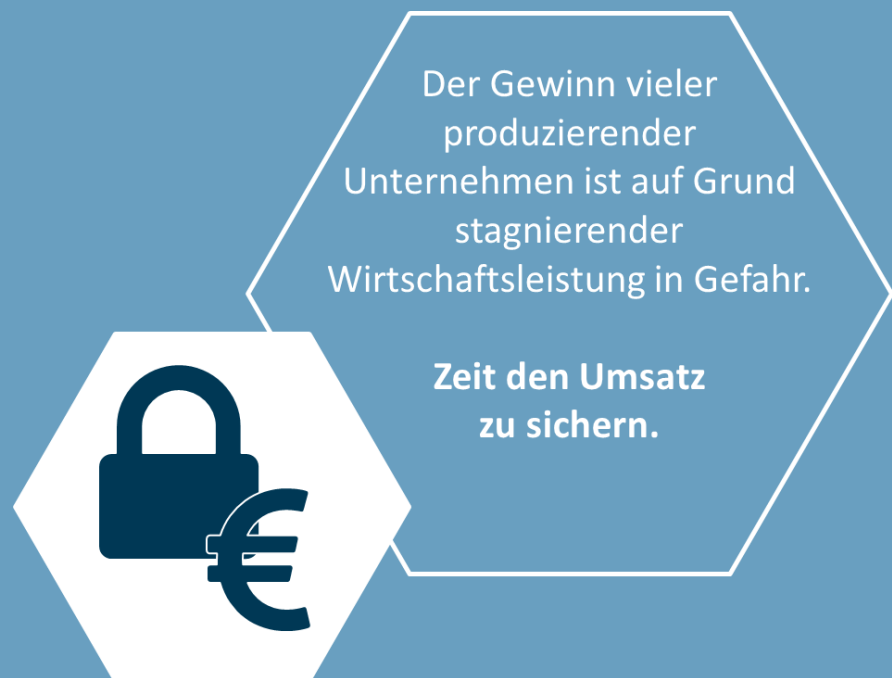 Der Gewinn vieler
produzierender
Unternehmen ist auf Grund
stagnierender
Wirtschaftsleistung in Gefahr.
Zeit den Umsatz
zu sichern.
€